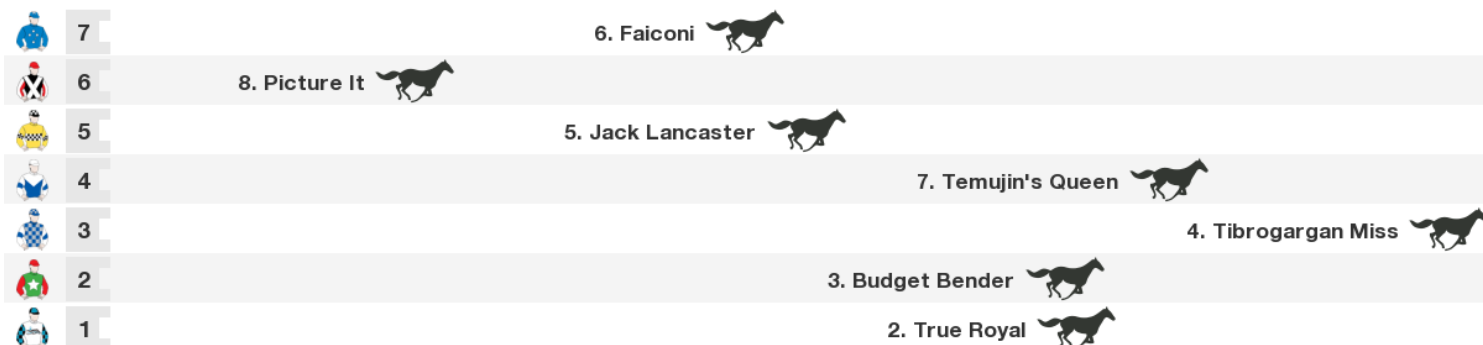 7 6. Faiconi
6 8. Picture It
5 5. Jack Lancaster
4 7. Temujin's Queen
3 4. Tibrogargan Miss
2 3. Budget Bender
1 2. True Royal